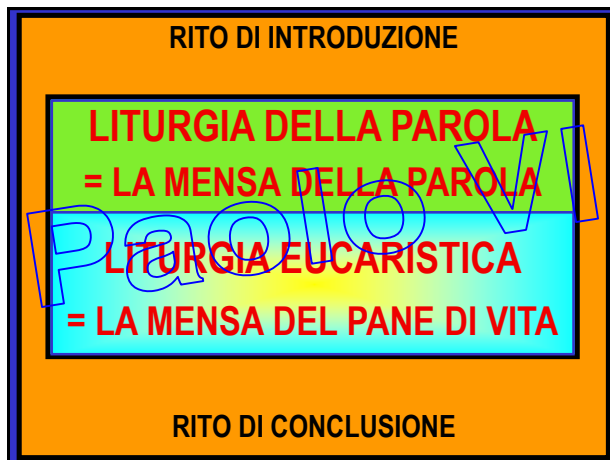 RITO DI INTRODUZIONE
LITURGIA DELLA PAROLA
= LA MENSA DELLA PAROLA
Paolo VI
LITURGIA EUCARISTICA
= LA MENSA DEL PANE DI VITA
RITO DI CONCLUSIONE